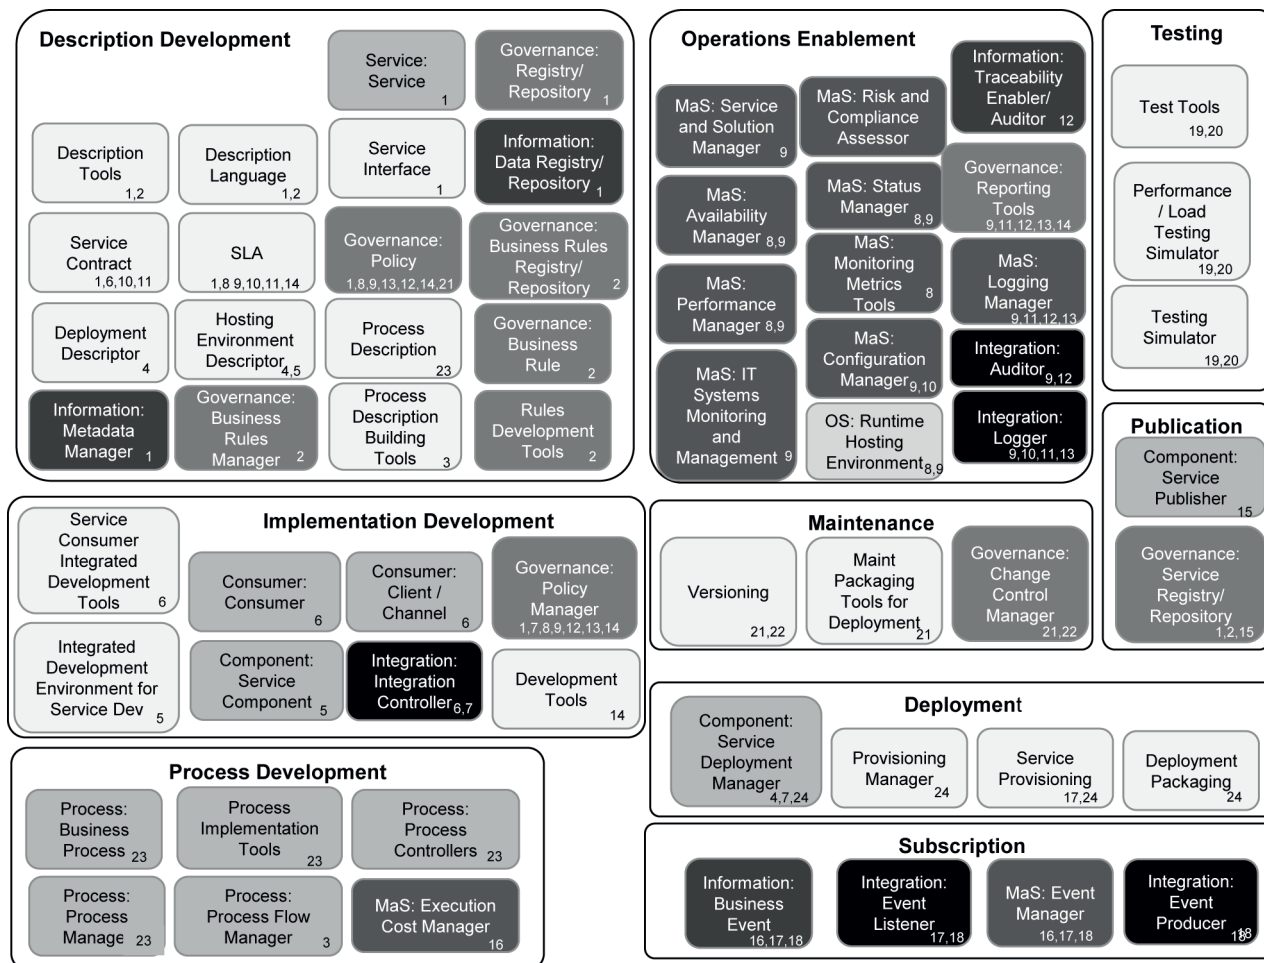 Description Development
Service:
Service
1
Governance:
Registry/
Repository
1
Description
Tools
1,2
Description
Language
1,2
Service
Interface
1
Information:
Data Registry/
Repository
1
Service
Contract
1,6,10,11
SLA
1,8 9,10,11,14
Governance:
Policy
1,8,9,13,12,14,21
Governance:
Business Rules
Registry/
Repository
2
Deployment
Descriptor
4
Hosting
Environment
Descriptor
4,5
Process
Description
23
Governance:
Business
Rule
2
Information:
Metadata
Manager
1
Governance:
Business
Rules
Manager
2
Process
Description
Building
Tools
3
Rules
Development
Tools
2
Operations Enablement
MaS: Service
and Solution
Manager
9
MaS: Risk and
Compliance
Assessor
Information:
Traceability
Enabler/
Auditor
12
MaS:
Availability
Manager
8,9
MaS: Status
Manager
8,9
Governance:
Reporting
Tools
9,11,12,13,14
MaS:
Performance
Manager
8,9
MaS:
Monitoring
Metrics
Tools
8
MaS:
Logging
Manager
9,11,12,13
MaS: IT
Systems
Monitoring
and
Management
9
MaS:
Configuration
Manager
9,10
Integration:
Auditor
9,12
OS: Runtime
Hosting
Environment
8,9
Integration:
Logger
9,10,11,13
Testing
Test Tools
19,20
Performance
/ Load
Testing
Simulator
19,20
Testing
Simulator
19,20
Publication
Component:
Service
Publisher
15
Governance:
Service
Registry/
Repository
1,2,15
Implementation Development
Service
Consumer
Integrated
Development
Tools
6
Consumer:
Consumer
6
Consumer:
Client /
Channel
6
Governance:
Policy
Manager
1,7,8,9,12,13,14
Integrated
Development
Environment for
Service Dev
5
Component:
Service
Component
5
Integration:
Integration
Controller
6,7
Development
Tools
14
Maintenance
Versioning
21,22
Maint
Packaging
Tools for
Deployment
21
Governance:
Change
Control
Manager
21,22
Deployment
Component:
Service
Deployment
Manager
4,7,24
Provisioning
Manager
24
Service
Provisioning
17,24
Deployment
Packaging
24
Process Development
Process:
Business
Process
23
Process
Implementation
Tools
23
Process:
Process
Controllers
23
Process:
Process
Manage
23
Process:
Process Flow
Manager
3
MaS: Execution
Cost Manager
16
Subscription
Information:
Business
Event
16,17,18
Integration:
Event
Listener
17,18
MaS: Event
Manager
16,17,18
Integration:
Event
Producer
18
18